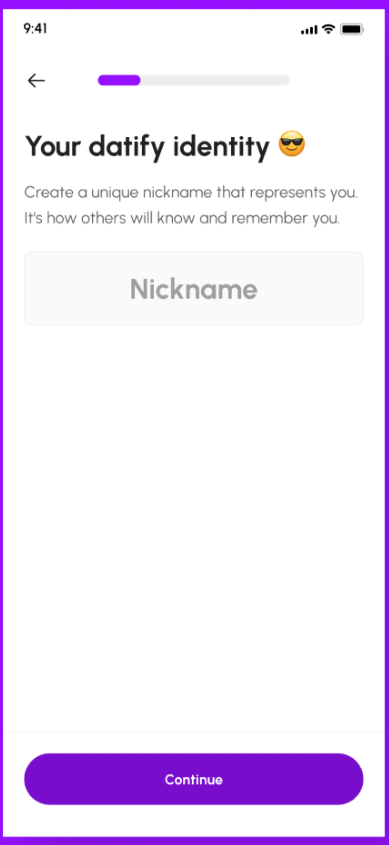 9:41
Your datify identity 😎
Create a unique nickname that represents you.
It's how others will know and remember you.
Nickname
Continue